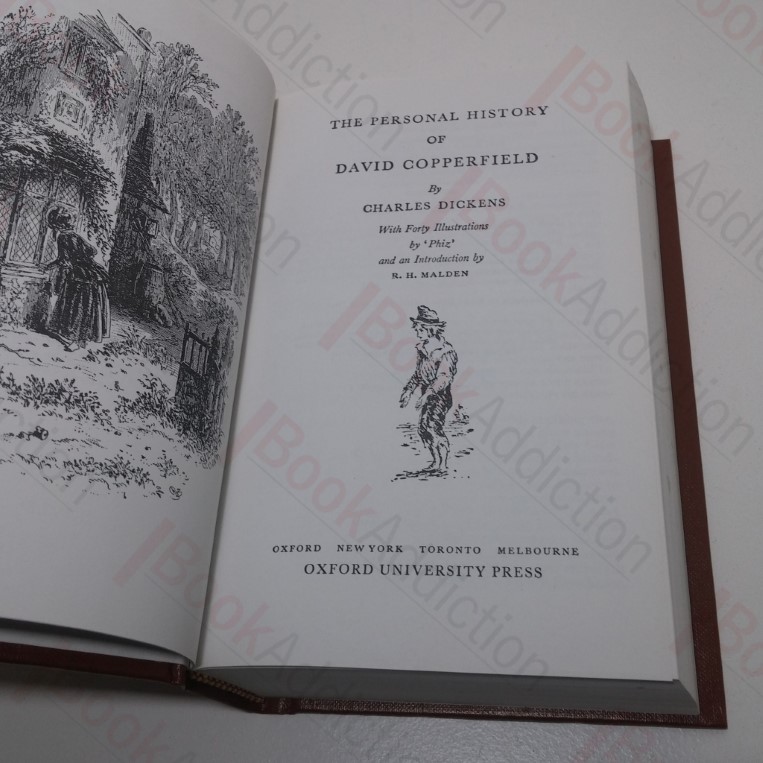 THE PERSONAL HISTORY
OF
DAVID COPPERFIELD
By
CHARLES DICKENS
With Forty Illustrations
by ‘Phiz’
and an Introduction by
R. H. MALDEN
OXFORD NEW YORK TORONTO MELBOURNE
OXFORD UNIVERSITY PRESS
BookAddiction